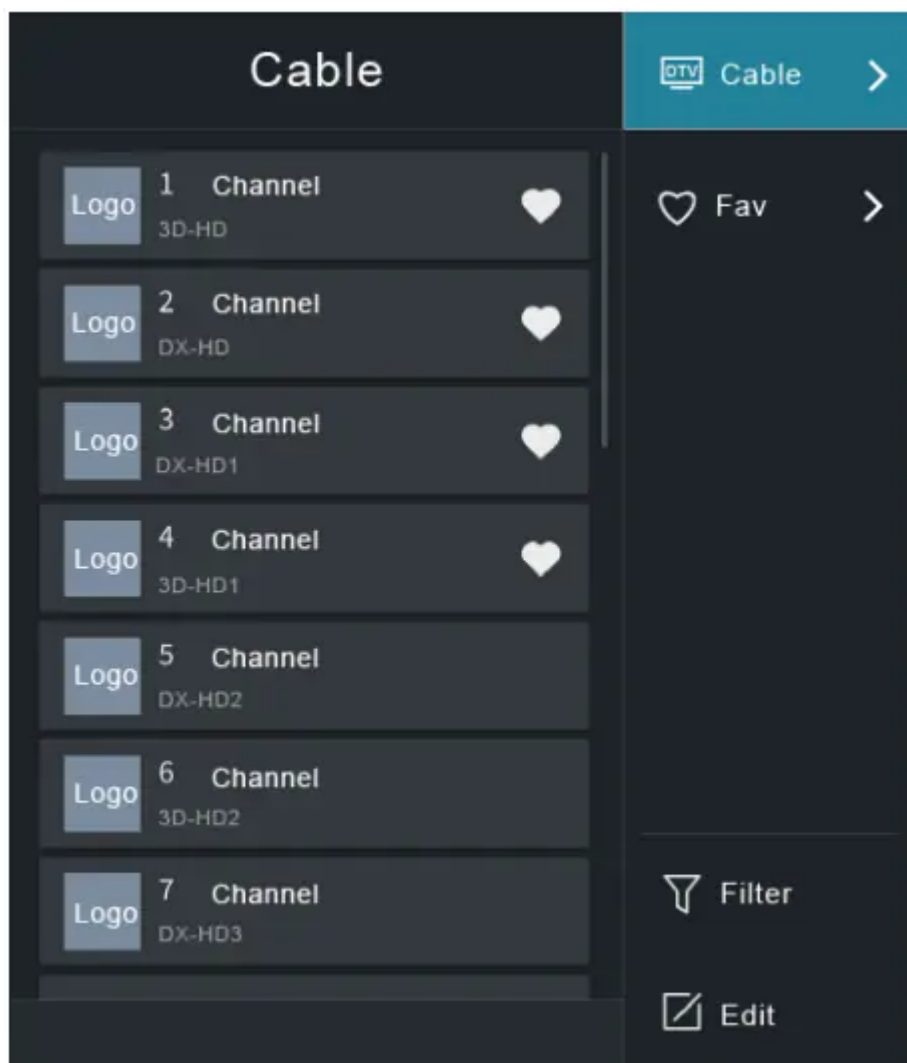 Cable
Logo
1 Channel
3D-HD
Logo
2 Channel
DX-HD
Logo
3 Channel
DX-HD1
Logo
4 Channel
3D-HD1
Logo
5 Channel
DX-HD2
Logo
6 Channel
3D-HD2
Logo
7 Channel
DX-HD3
DTV Cable
Fav
Filter
Edit